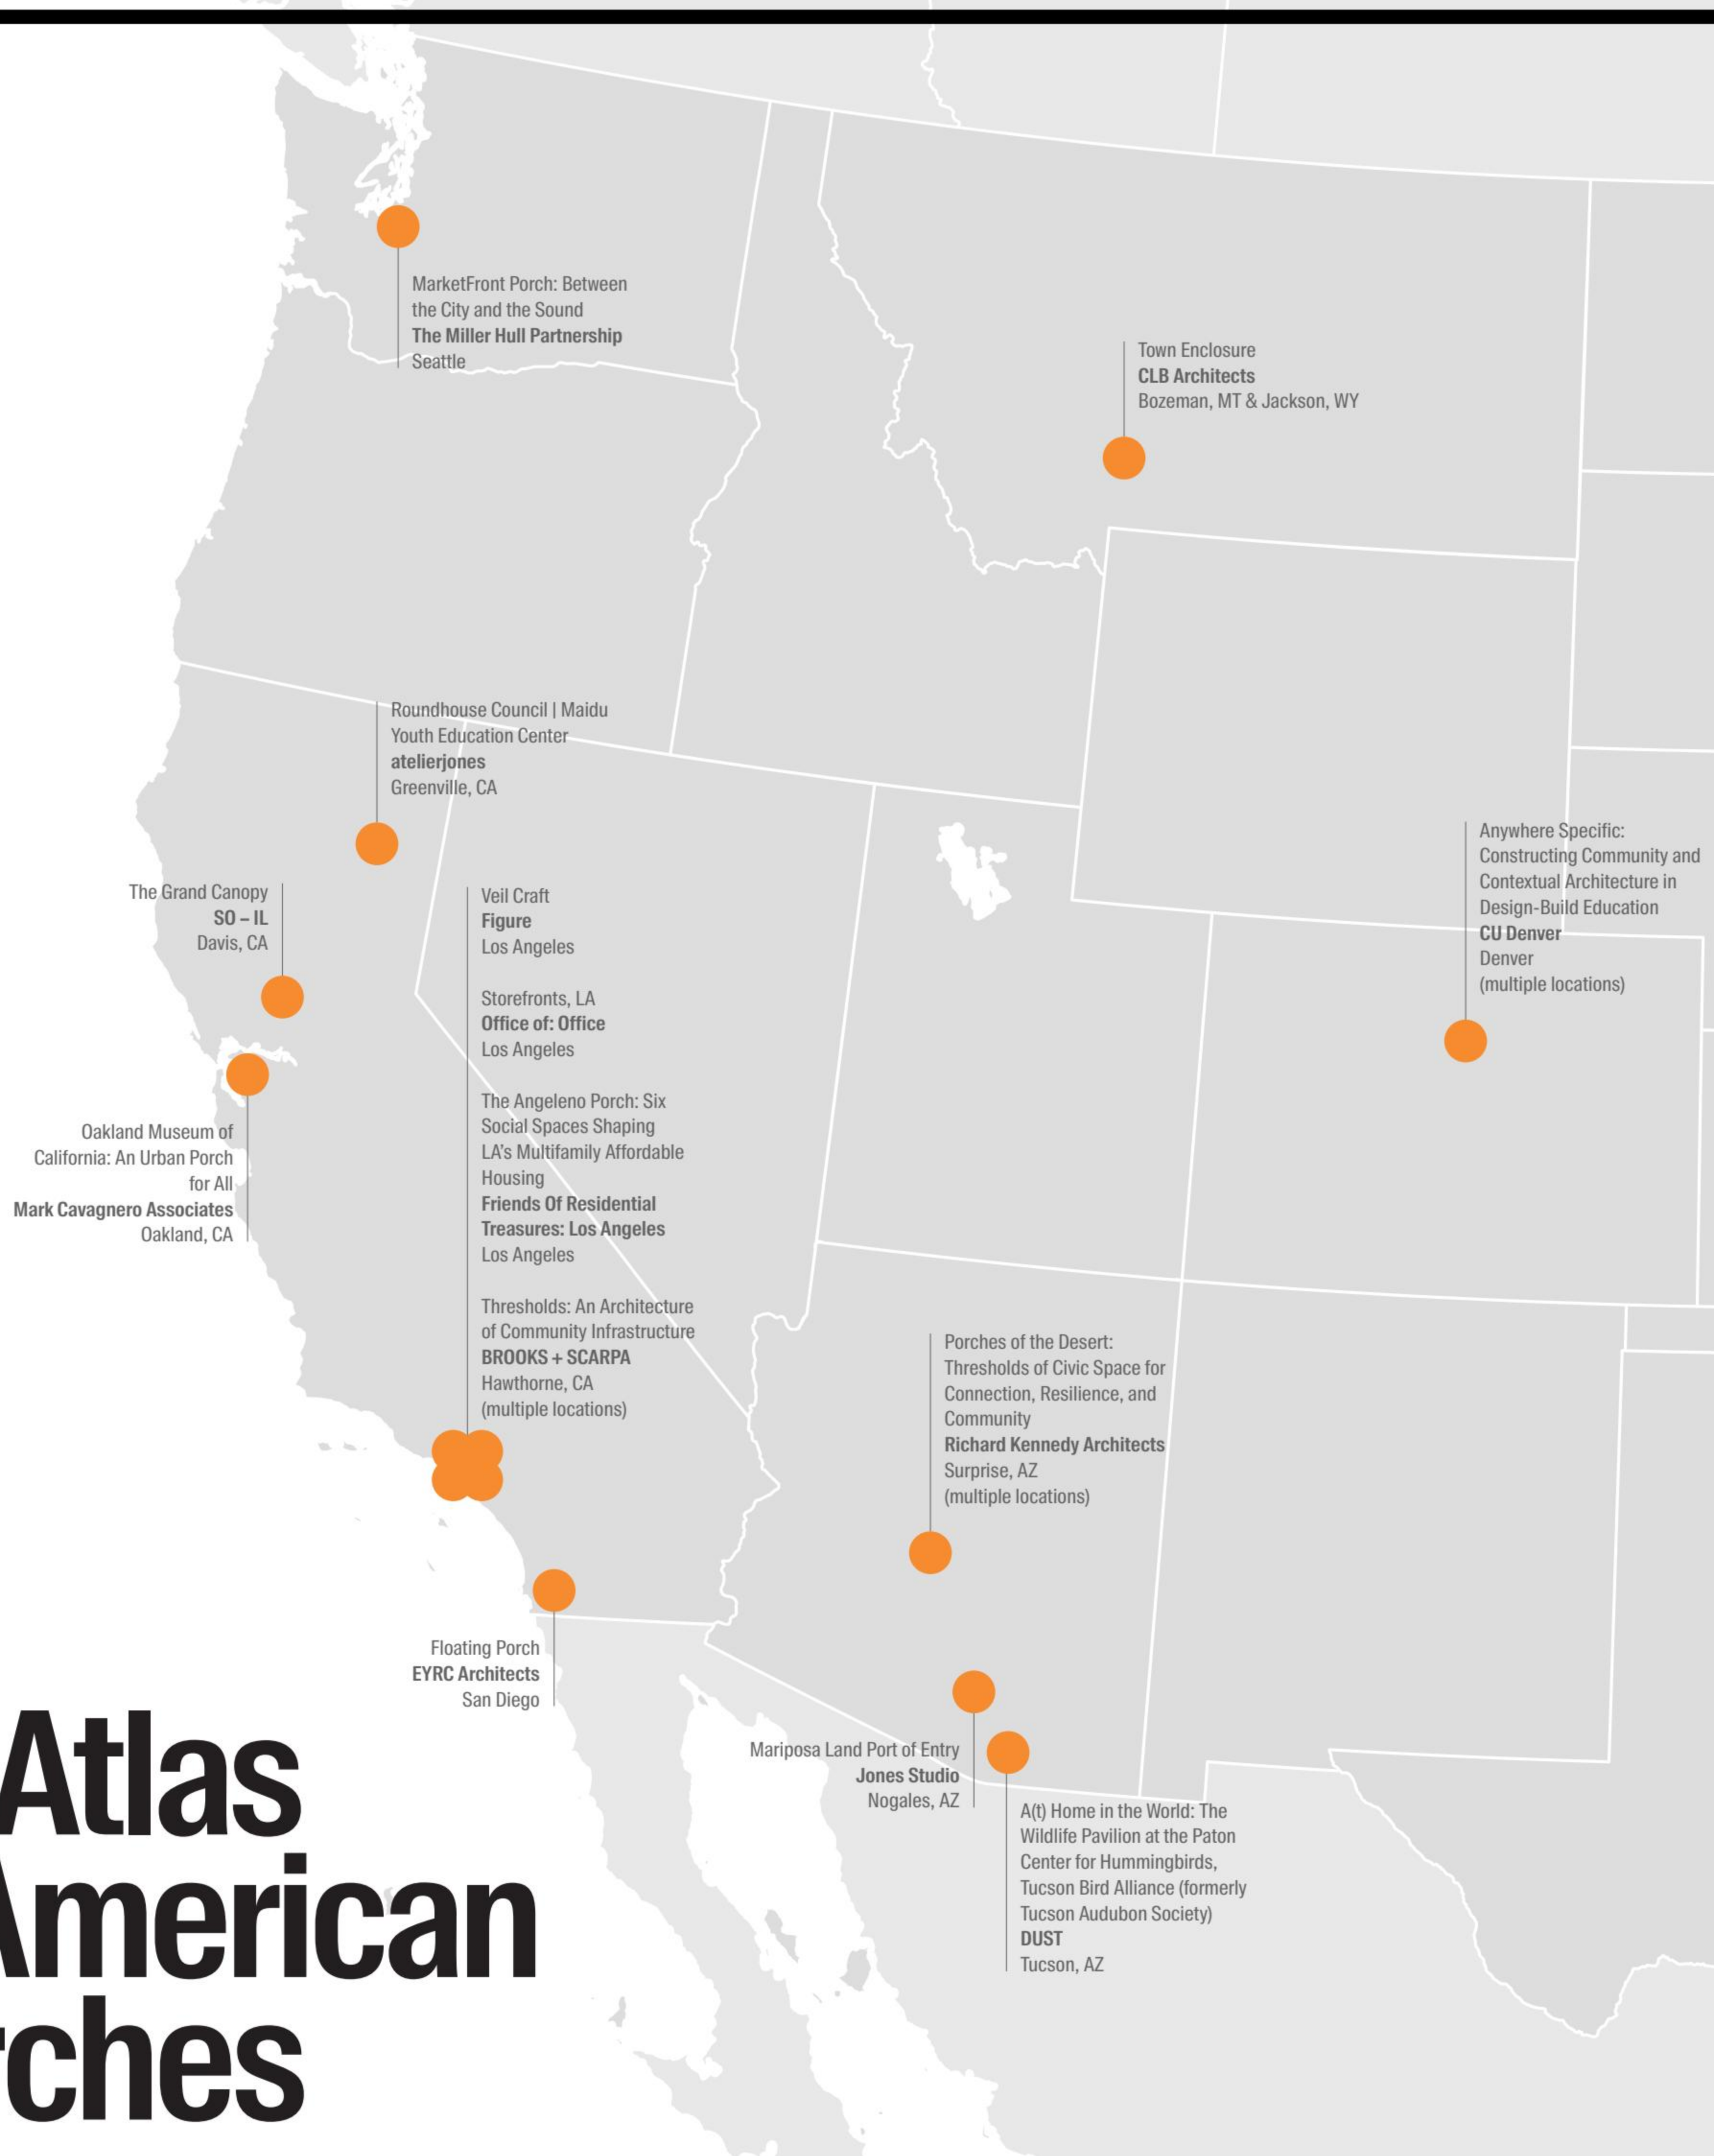 MarketFront Porch: Between
the City and the Sound
The Miller Hull Partnership
Seattle
Town Enclosure
CLB Architects
Bozeman, MT & Jackson, WY
Roundhouse Council | Maidu
Youth Education Center
atelierjones
Greenville, CA
The Grand Canopy
SO – IL
Davis, CA
Oakland Museum of
California: An Urban Porch
for All
Mark Cavagnero Associates
Oakland, CA
Veil Craft
Figure
Los Angeles
Storefronts, LA
Office of: Office
Los Angeles
The Angeleno Porch: Six
Social Spaces Shaping
LA's Multifamily Affordable
Housing
Friends Of Residential
Treasures: Los Angeles
Los Angeles
Thresholds: An Architecture
of Community Infrastructure
BROOKS + SCARPA
Hawthorne, CA
(multiple locations)
Anywhere Specific:
Constructing Community and
Contextual Architecture in
Design-Build Education
CU Denver
Denver
(multiple locations)
Porches of the Desert:
Thresholds of Civic Space for
Connection, Resilience, and
Community
Richard Kennedy Architects
Surprise, AZ
(multiple locations)
Floating Porch
EYRC Architects
San Diego
Mariposa Land Port of Entry
Jones Studio
Nogales, AZ
A(t) Home in the World: The
Wildlife Pavilion at the Paton
Center for Hummingbirds,
Tucson Bird Alliance (formerly
Tucson Audubon Society)
DUST
Tucson, AZ
Atlas
American
rches